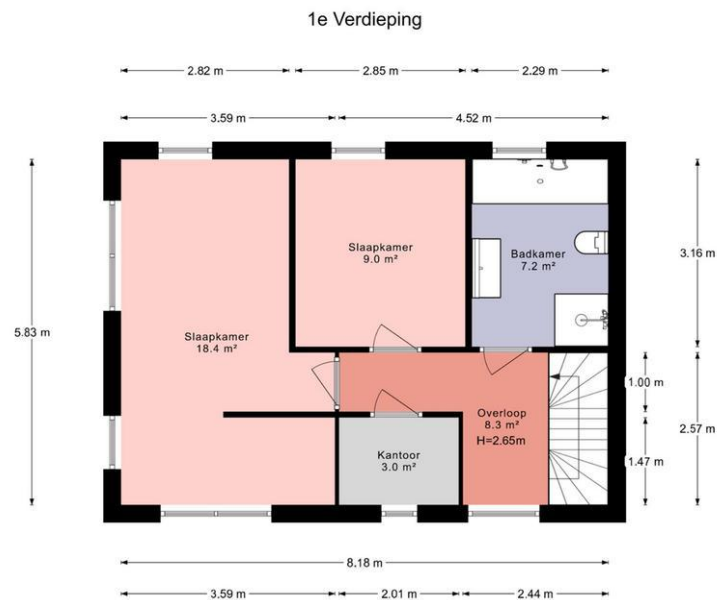 1e Verdieping
2.82 m
2.85 m
2.29 m
3.59 m
4.52 m
Slaapkamer
9.0 m²
Badkamer
7.2 m²
3.16 m
5.83 m
Slaapkamer
18.4 m²
1.00 m
Overloop
8.3 m²
H=2.65m
2.57 m
Kantoor
3.0 m²
1.47 m
8.18 m
3.59 m
2.01 m
2.44 m